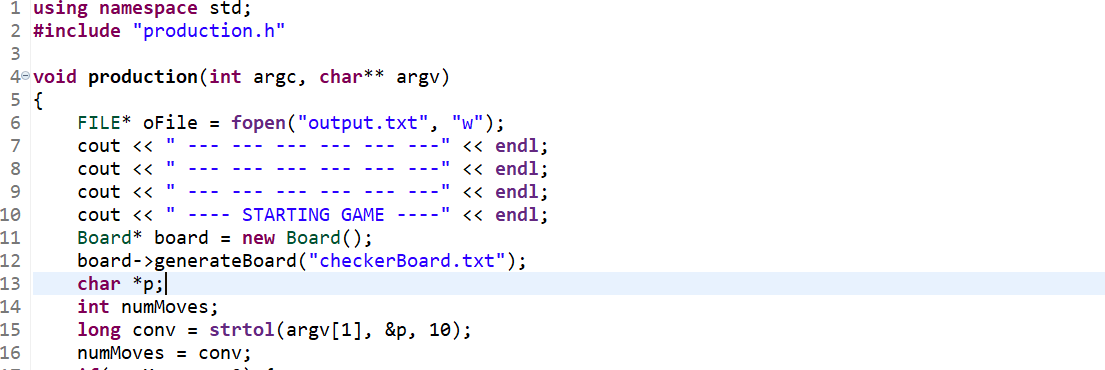 1 using namespace std;
2 #include "production.h"
3
4 void production(int argc, char** argv)
5 {
6     FILE* oFile = fopen("output.txt", "w");
7     cout << " --- --- --- --- --- ---" << endl;
8     cout << " --- --- --- --- --- ---" << endl;
9     cout << " --- --- --- --- --- ---" << endl;
10     cout << " ---- STARTING GAME ----" << endl;
11     Board* board = new Board();
12     board->generateBoard("checkerBoard.txt");
13     char *p;
14     int numMoves;
15     long conv = strtol(argv[1], &p, 10);
16     numMoves = conv;